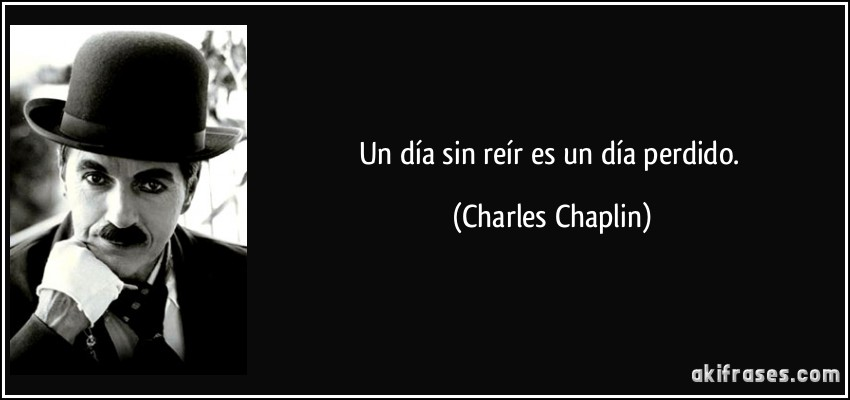 Un día sin reír es un día perdido.
(Charles Chaplin)
akifrases.com